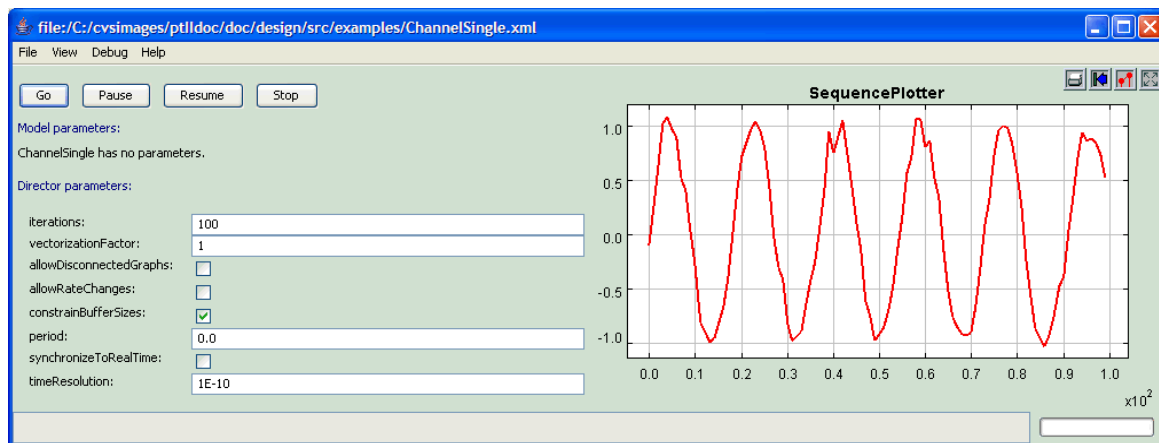 file:/C:/cvsimages/ptIIdoc/doc/design/src/examples/ChannelSingle.xml
File View Debug Help
Go Pause Resume Stop
Model parameters:
ChannelSingle has no parameters.
Director parameters:
iterations: 100
vectorizationFactor: 1
allowDisconnectedGraphs:
allowRateChanges:
constrainBufferSizes:
period: 0.0
synchronizeToRealTime:
timeResolution: 1E-10
SequencePlotter
1.0
0.5
0.0
-0.5
-1.0
0.0 0.1 0.2 0.3 0.4 0.5 0.6 0.7 0.8 0.9 1.0
x10^2